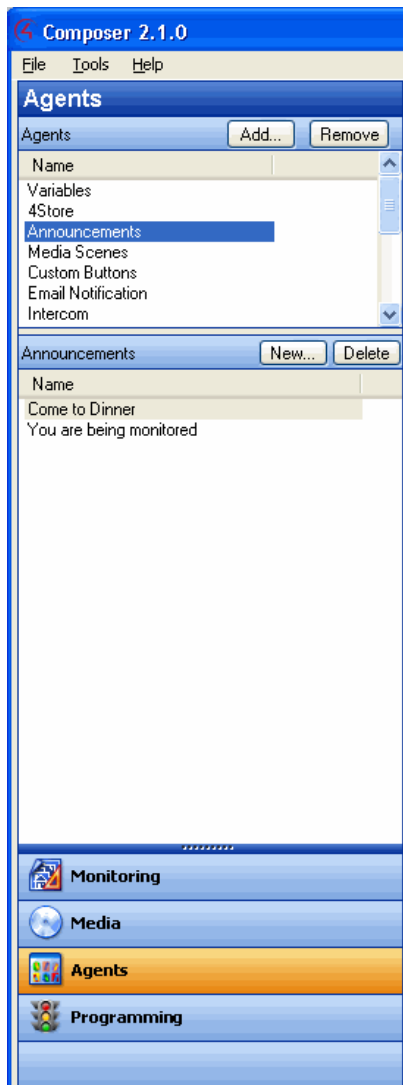 Composer 2.1.0
File Tools Help
Agents
Agents Add... Remove
Name
Variables
4Store
Announcements
Media Scenes
Custom Buttons
Email Notification
Intercom
Announcements New... Delete
Name
Come to Dinner
You are being monitored
Monitoring
Media
Agents
Programming